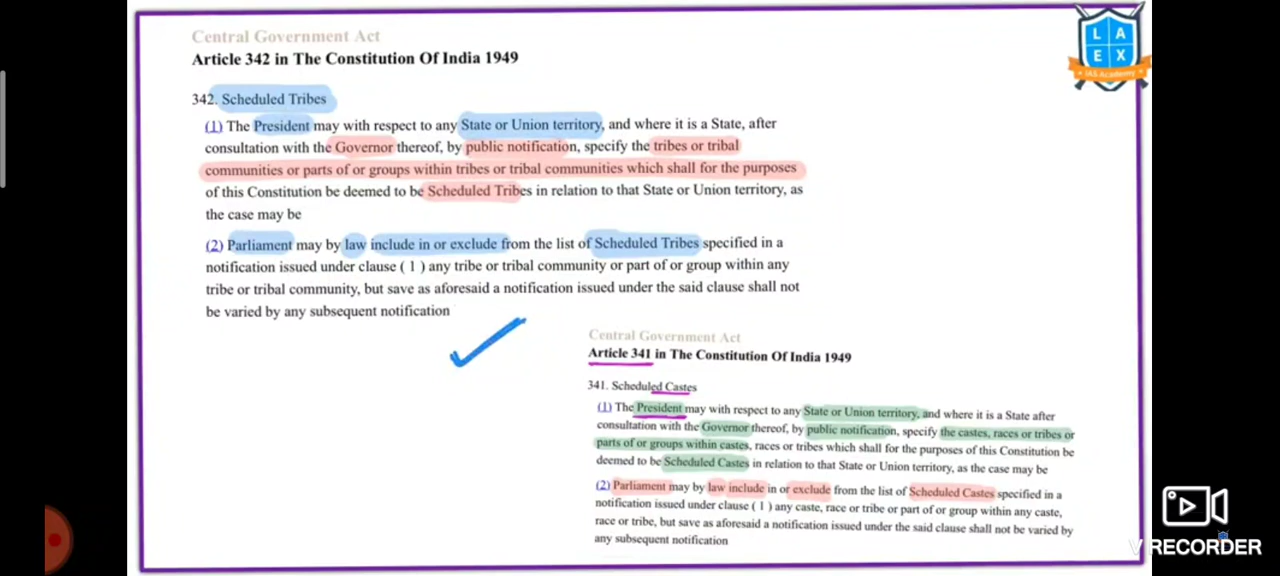 Central Government Act
Article 342 in The Constitution Of India 1949
342. Scheduled Tribes
(1) The President may with respect to any State or Union territory, and where it is a State, after
consultation with the Governor thereof, by public notification, specify the tribes or tribal
communities or parts of or groups within tribes or tribal communities which shall for the purposes
of this Constitution be deemed to be Scheduled Tribes in relation to that State or Union territory, as
the case may be
(2) Parliament may by law include in or exclude from the list of Scheduled Tribes specified in a
notification issued under clause ( 1 ) any tribe or tribal community or part of or group within any
tribe or tribal community, but save as aforesaid a notification issued under the said clause shall not
be varied by any subsequent notification
Central Government Act
Article 341 in The Constitution Of India 1949
341. Scheduled Castes
(1) The President may with respect to any State or Union territory, and where it is a State after
consultation with the Governor thereof, by public notification, specify the castes, races or tribes or
parts of or groups within castes, races or tribes which shall for the purposes of this Constitution be
deemed to be Scheduled Castes in relation to that State or Union territory, as the case may be
(2) Parliament may by law include in or exclude from the list of Scheduled Castes specified in a
notification issued under clause ( 1 ) any caste, race or tribe or part of or group within any caste,
race or tribe, but save as aforesaid a notification issued under the said clause shall not be varied by
any subsequent notification
L A
E X
IAS Academy
V RECORDER